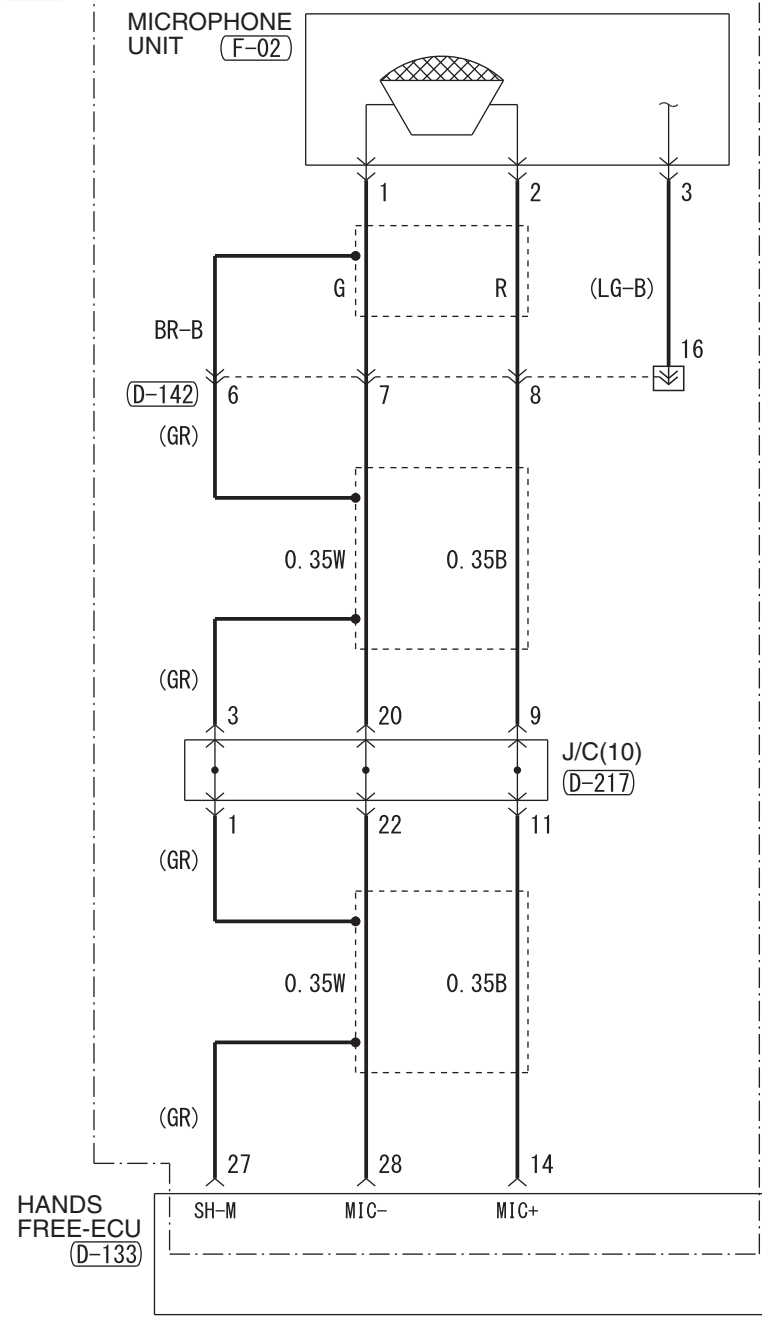 MICROPHONE
UNIT F-02
1 2 3
G R (LG-B)
BR-B
16
D-142 6 7 8
(GR)
0.35W 0.35B
(GR)
3 20 9
J/C(10)
D-217
1 22 11
(GR)
0.35W 0.35B
(GR)
27 28 14
HANDS
FREE-ECU
D-133
SH-M MIC- MIC+